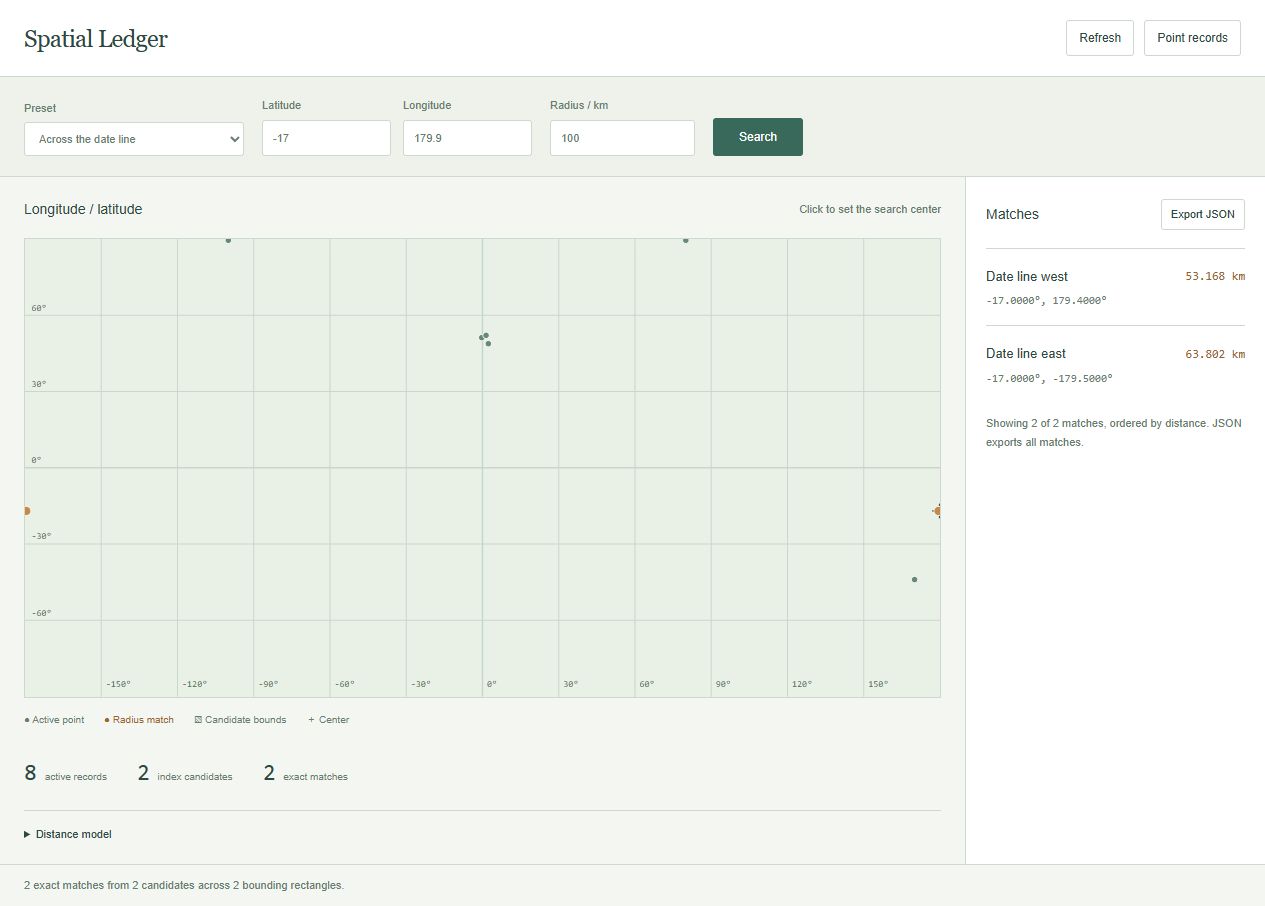 Spatial Ledger
Refresh
Point records
Preset
Latitude
Longitude
Radius / km
Across the date line
-17
179.9
100
Search
Longitude / latitude
Click to set the search center
60°
30°
0°
-30°
-60°
-150°
-120°
-90°
-60°
-30°
0°
30°
60°
90°
120°
150°
Active point
Radius match
Candidate bounds
+ Center
8 active records
2 index candidates
2 exact matches
Distance model
Matches
Export JSON
Date line west
53.168 km
-17.0000°, 179.4000°
Date line east
63.802 km
-17.0000°, -179.5000°
Showing 2 of 2 matches, ordered by distance. JSON
exports all matches.
2 exact matches from 2 candidates across 2 bounding rectangles.